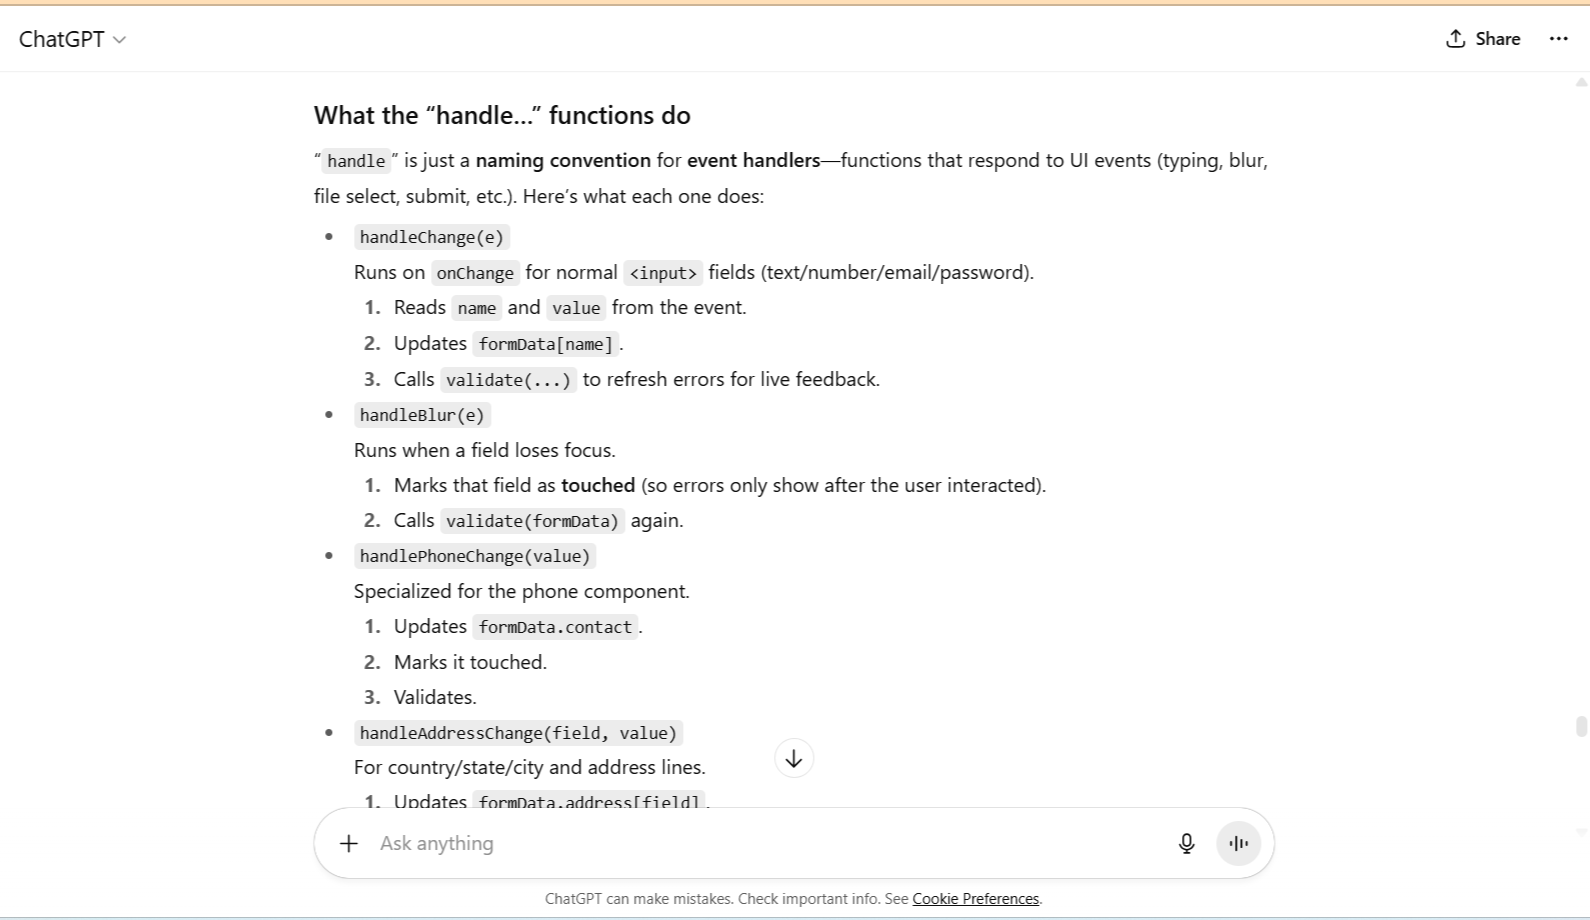 ChatGPT
Share
What the “handle…” functions do
“handle” is just a naming convention for event handlers—functions that respond to UI events (typing, blur,
file select, submit, etc.). Here’s what each one does:
• handleChange(e)
Runs on onChange for normal <input> fields (text/number/email/password).
1. Reads name and value from the event.
2. Updates formData[name].
3. Calls validate(...) to refresh errors for live feedback.
• handleBlur(e)
Runs when a field loses focus.
1. Marks that field as touched (so errors only show after the user interacted).
2. Calls validate(formData) again.
• handlePhoneChange(value)
Specialized for the phone component.
1. Updates formData.contact.
2. Marks it touched.
3. Validates.
• handleAddressChange(field, value)
For country/state/city and address lines.
1. Updates formData.address[field].
Ask anything
ChatGPT can make mistakes. Check important info. See Cookie Preferences.